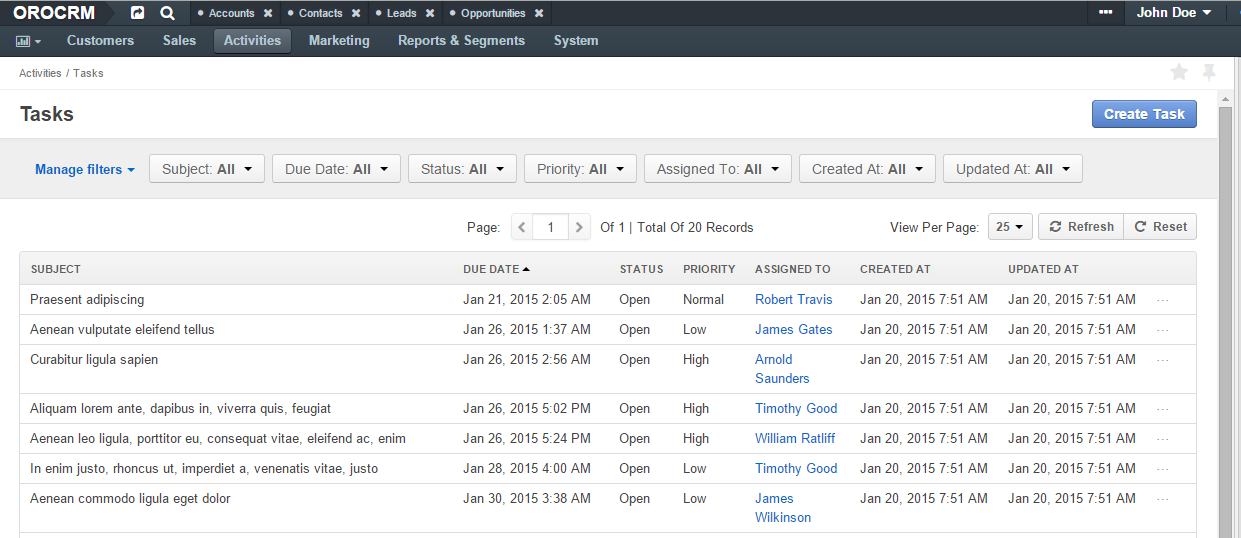 OROCRM Accounts × Contacts × Leads × Opportunities × ... John Doe
Customers Sales Activities Marketing Reports & Segments System
Activities / Tasks
Tasks Create Task
Manage filters Subject: All Due Date: All Status: All Priority: All Assigned To: All Created At: All Updated At: All
Page: 1 Of 1 | Total Of 20 Records View Per Page: 25 Refresh Reset
SUBJECT DUE DATE STATUS PRIORITY ASSIGNED TO CREATED AT UPDATED AT
Praesent adipiscing Jan 21, 2015 2:05 AM Open Normal Robert Travis Jan 20, 2015 7:51 AM Jan 20, 2015 7:51 AM ...
Aenean vulputate eleifend tellus Jan 26, 2015 1:37 AM Open Low James Gates Jan 20, 2015 7:51 AM Jan 20, 2015 7:51 AM ...
Curabitur ligula sapien Jan 26, 2015 2:56 AM Open High Arnold Jan 20, 2015 7:51 AM Jan 20, 2015 7:51 AM ...
Saunders
Aliquam lorem ante, dapibus in, viverra quis, feugiat Jan 26, 2015 5:02 PM Open High Timothy Good Jan 20, 2015 7:51 AM Jan 20, 2015 7:51 AM ...
Aenean leo ligula, porttitor eu, consequat vitae, eleifend ac, enim Jan 26, 2015 5:24 PM Open High William Ratliff Jan 20, 2015 7:51 AM Jan 20, 2015 7:51 AM ...
In enim justo, rhoncus ut, imperdiet a, venenatis vitae, justo Jan 28, 2015 4:00 AM Open Low Timothy Good Jan 20, 2015 7:51 AM Jan 20, 2015 7:51 AM ...
Aenean commodo ligula eget dolor Jan 30, 2015 3:38 AM Open Low James Jan 20, 2015 7:51 AM Jan 20, 2015 7:51 AM ...
Wilkinson